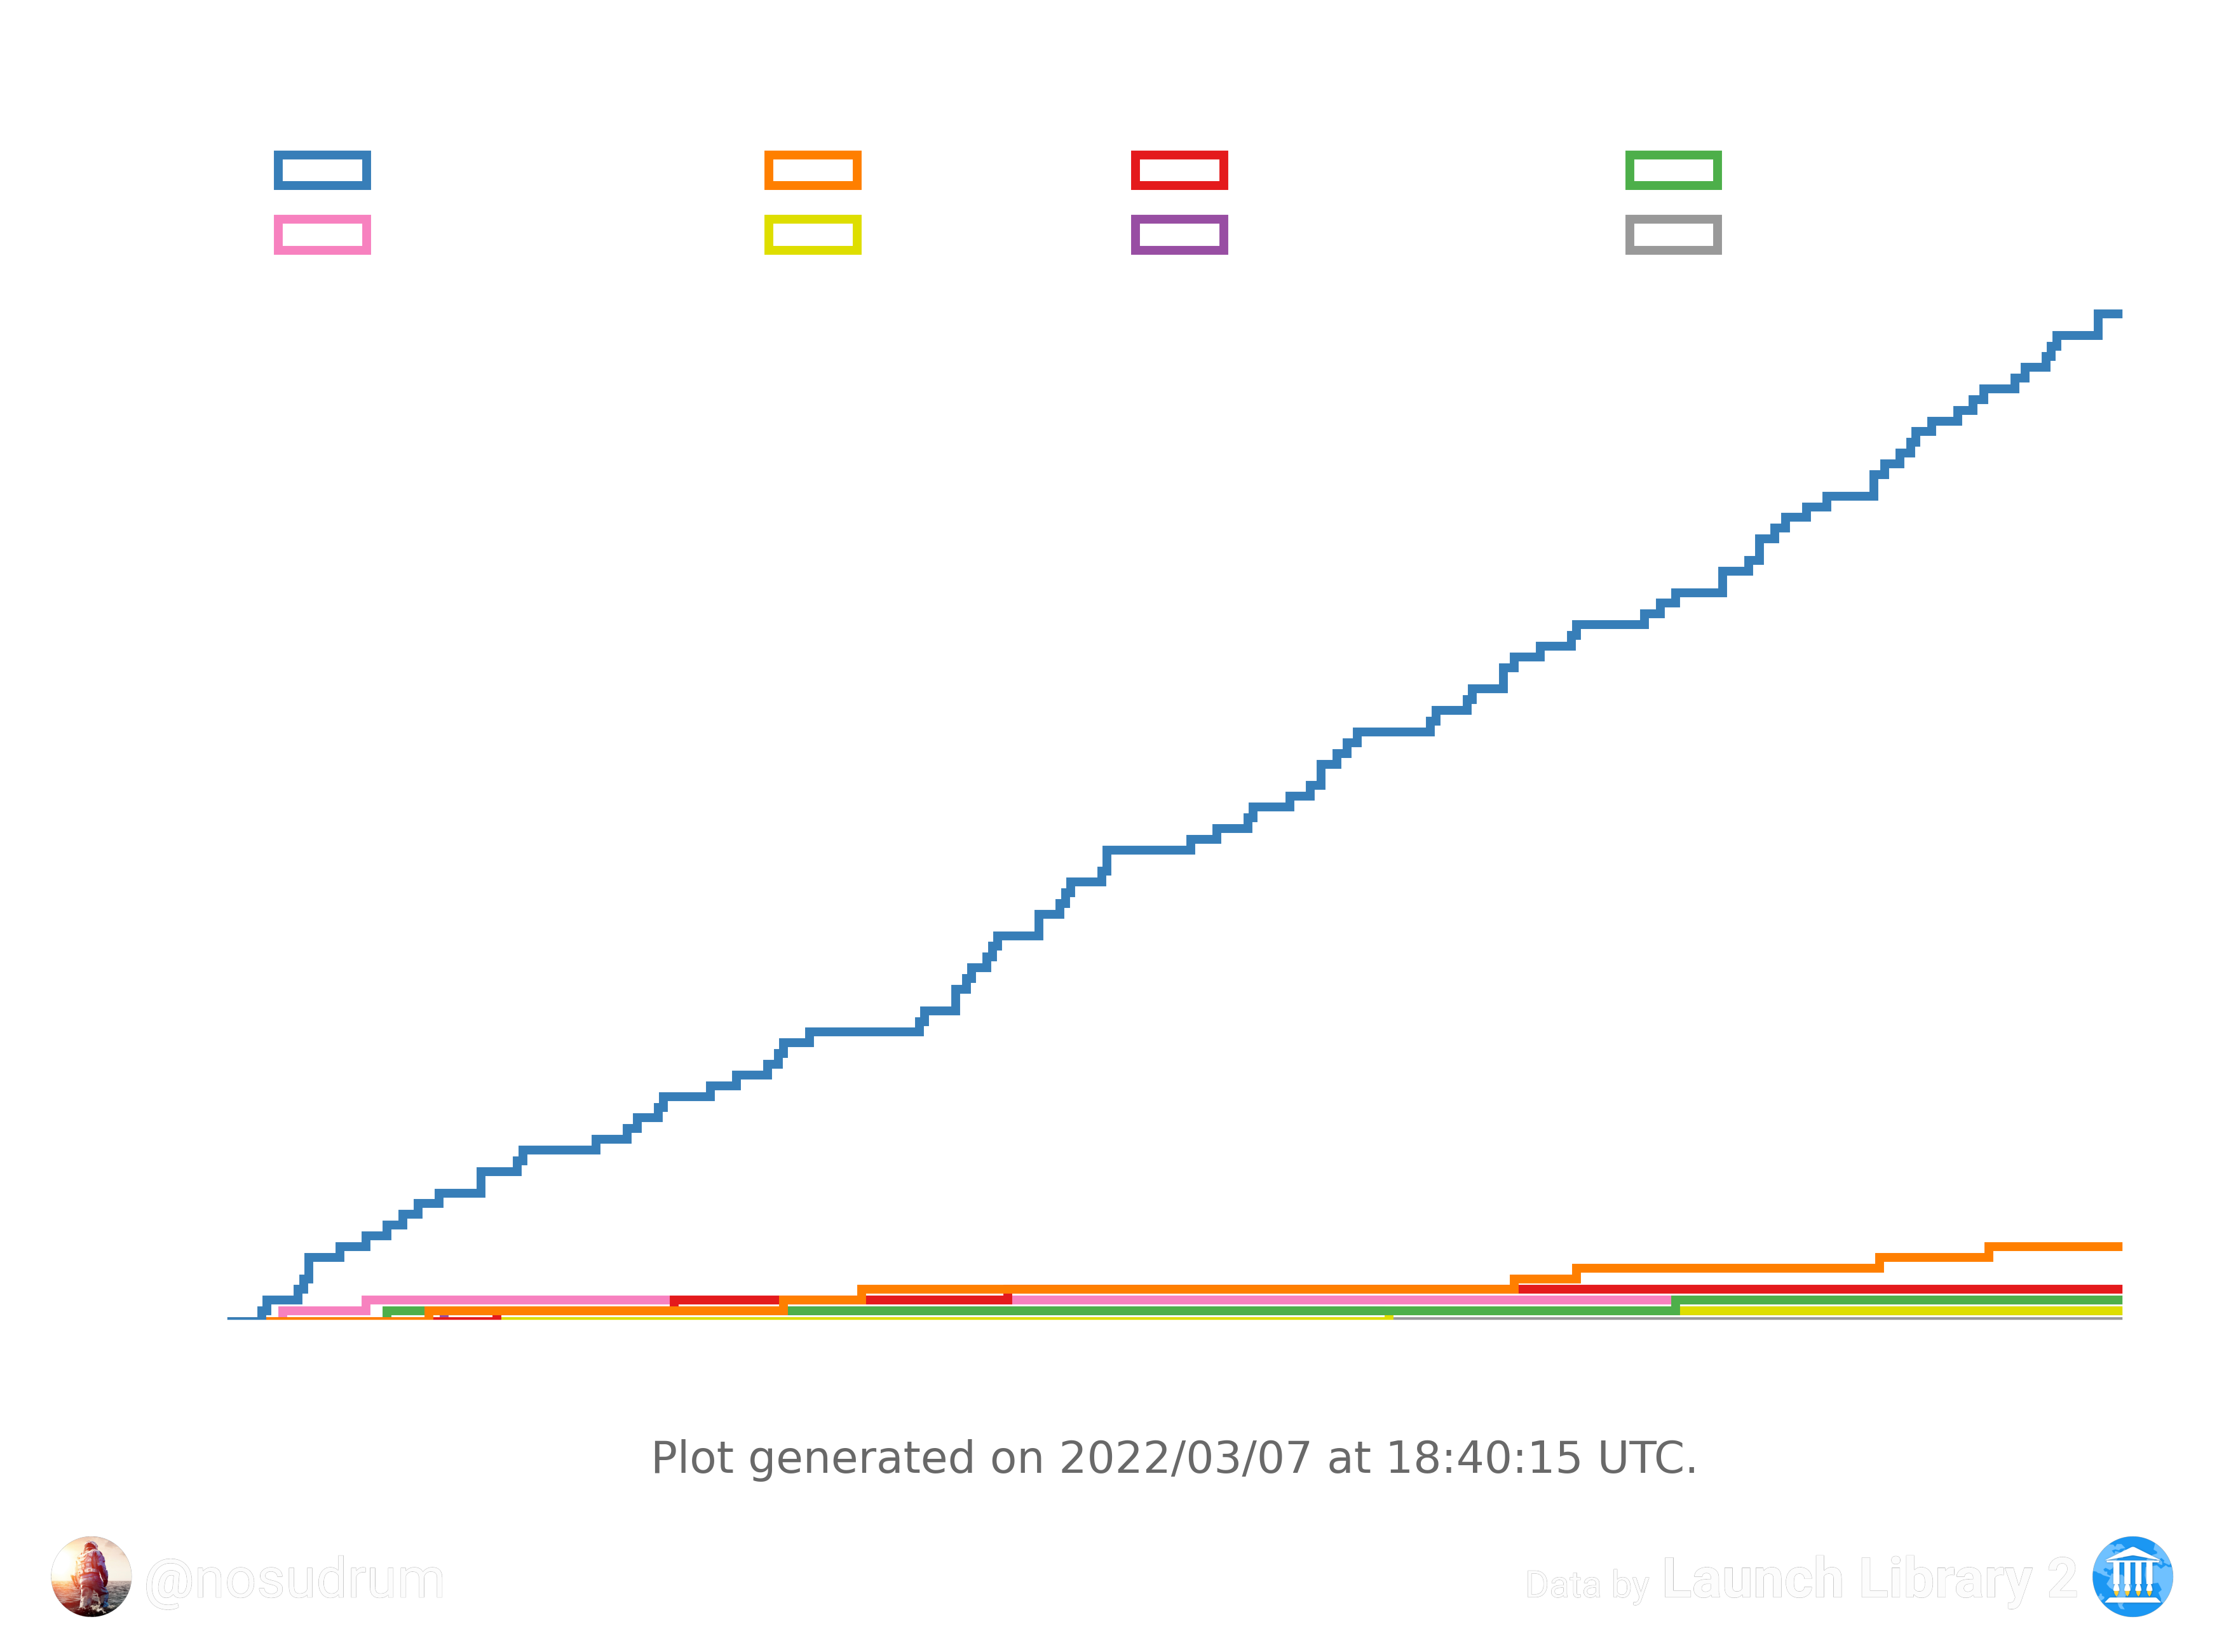 Plot generated on 2022/03/07 at 18:40:15 UTC.
@nosudrum
Data by Launch Library 2